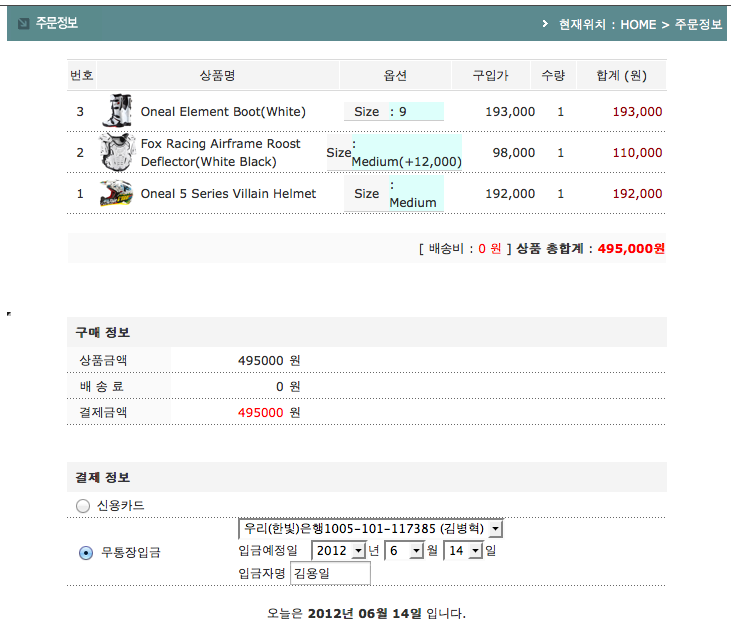 주문정보
현재위치 : HOME > 주문정보
번호 상품명 옵션 구입가 수량 합계 (원)
3 Oneal Element Boot(White) Size : 9 193,000 1 193,000
Fox Racing Airframe Roost :
2 Size 98,000 1 110,000
Deflector(White Black) Medium(+12,000)
:
1 Oneal 5 Series Villain Helmet Size 192,000 1 192,000
Medium
[ 배송비 : 0 원 ] 상품 총합계 : 495,000원
구매 정보
상품금액 495000 원
배 송 료 0 원
결제금액 495000 원
결제 정보
신용카드
우리(한빛)은행1005-101-117385 (김병혁)
무통장입금 입금예정일 2012 년 6 월 14 일
입금자명 김용일
오늘은 2012년 06월 14일 입니다.